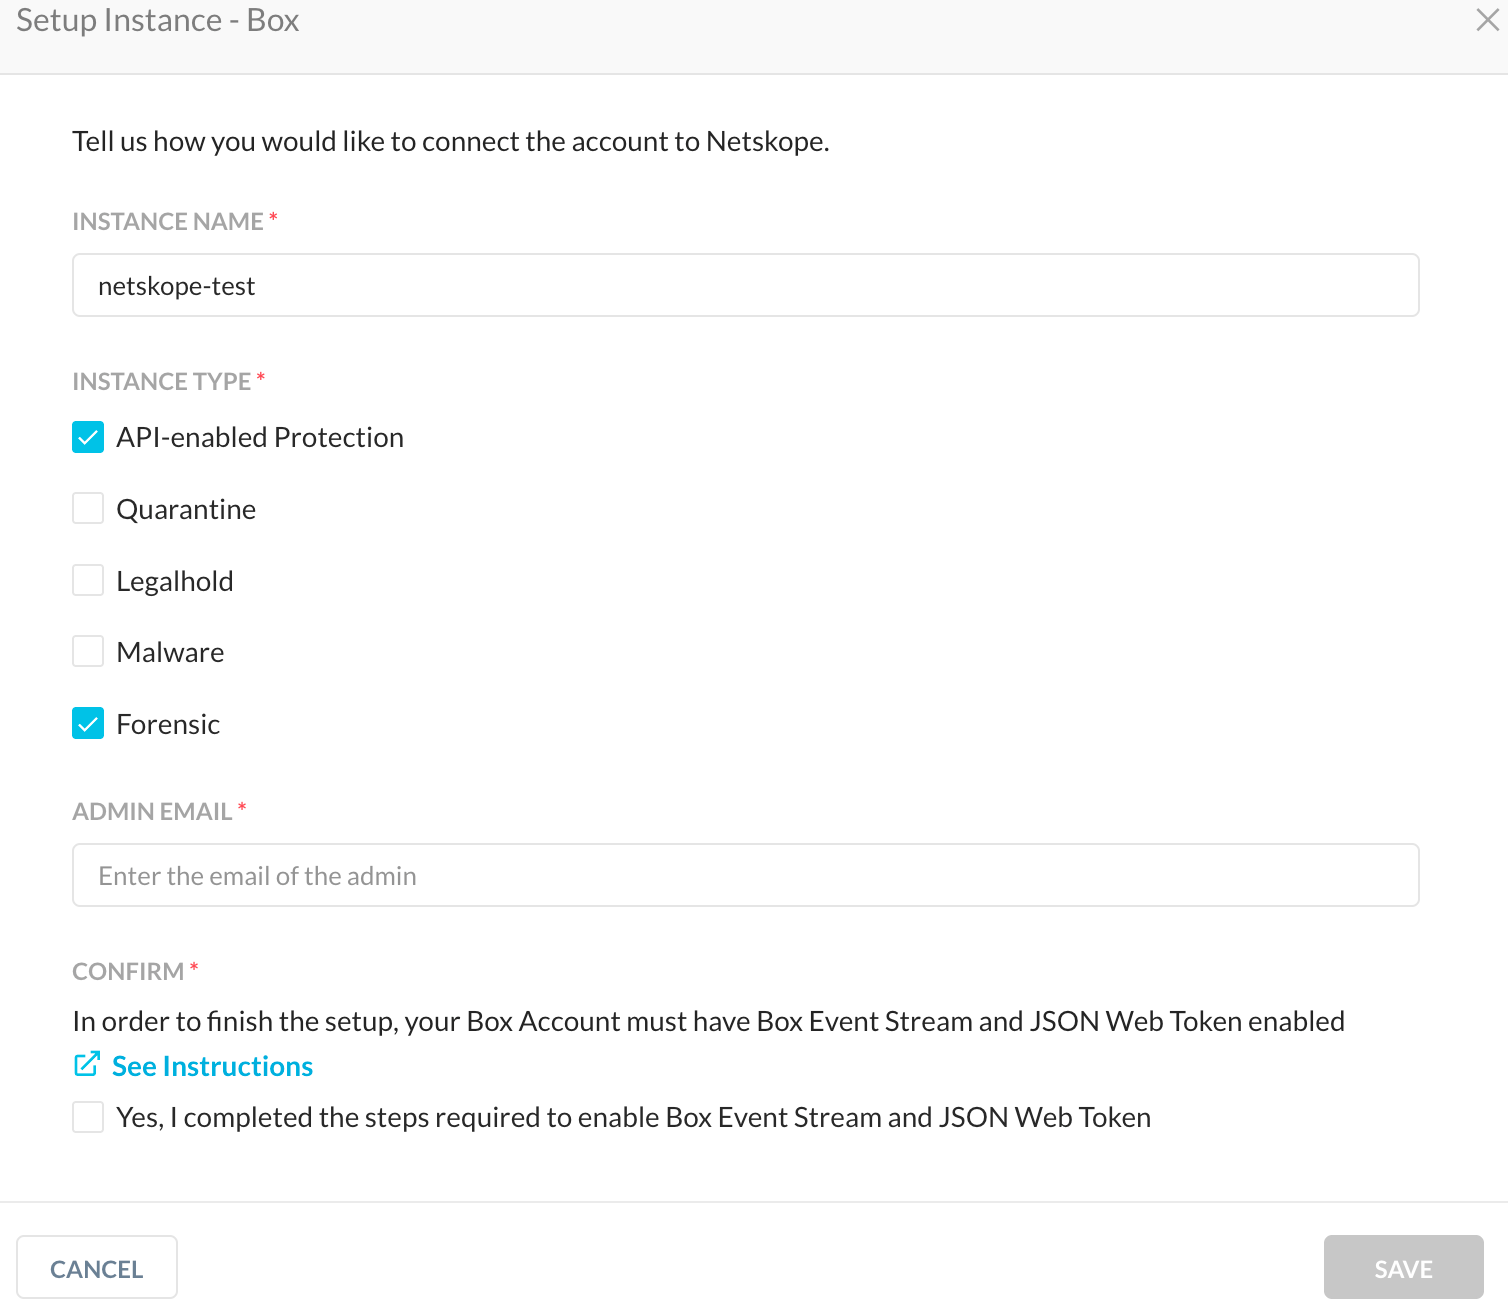 Setup Instance - Box
Tell us how you would like to connect the account to Netskope.
INSTANCE NAME *
netskope-test
INSTANCE TYPE *
API-enabled Protection
Quarantine
Legalhold
Malware
Forensic
ADMIN EMAIL *
Enter the email of the admin
CONFIRM *
In order to finish the setup, your Box Account must have Box Event Stream and JSON Web Token enabled
See Instructions
Yes, I completed the steps required to enable Box Event Stream and JSON Web Token
CANCEL
SAVE